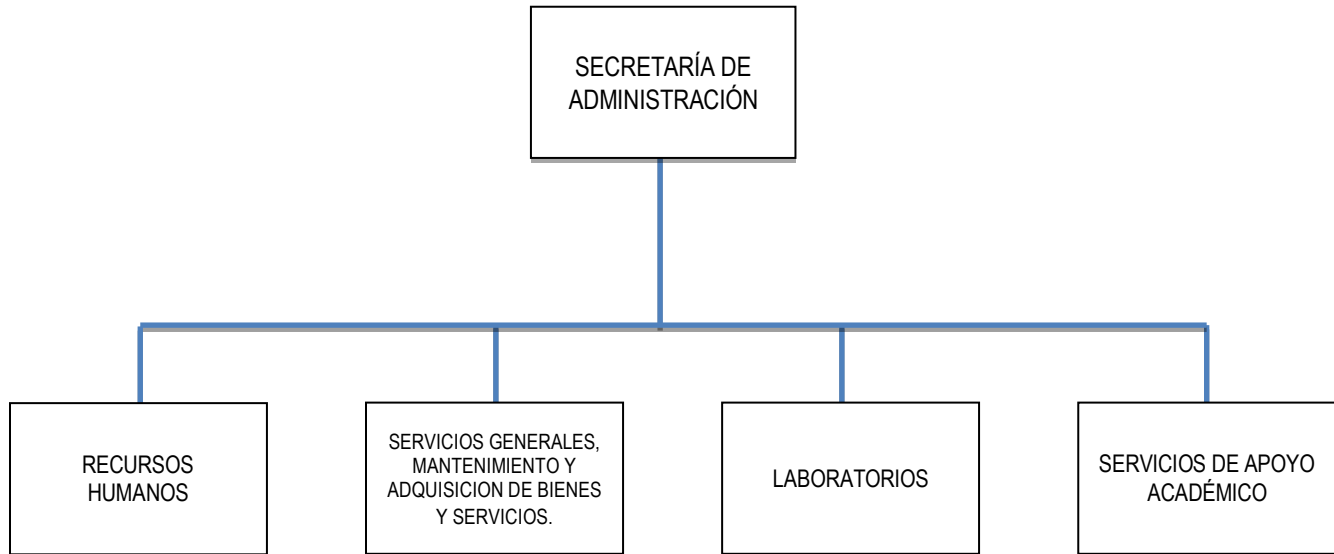 SECRETARÍA DE
ADMINISTRACIÓN
RECURSOS
HUMANOS
SERVICIOS GENERALES,
MANTENIMIENTO Y
ADQUISICION DE BIENES
Y SERVICIOS.
LABORATORIOS
SERVICIOS DE APOYO
ACADÉMICO